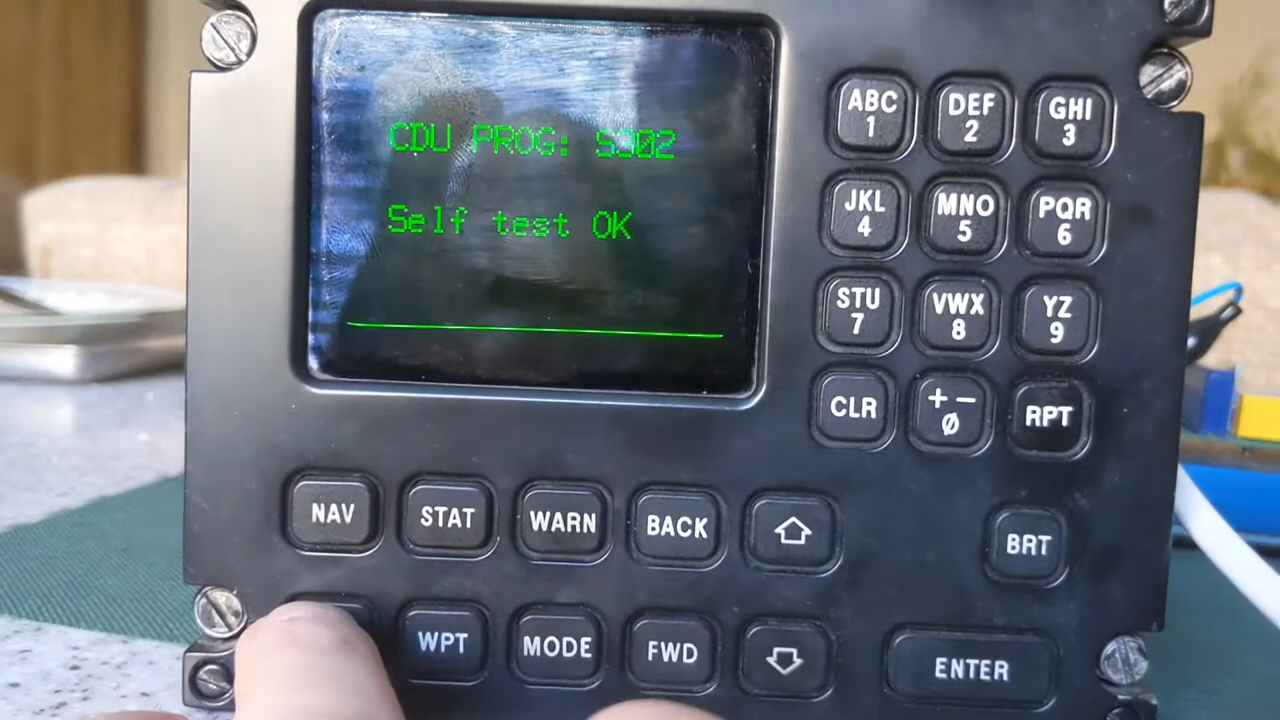 CDU PROG: SJ02
Self test OK
ABC
1
DEF
2
GHI
3
JKL
4
MNO
5
PQR
6
STU
7
VWX
8
YZ
9
CLR
+ -
Ø
RPT
NAV
STAT
WARN
BACK
BRT
WPT
MODE
FWD
ENTER